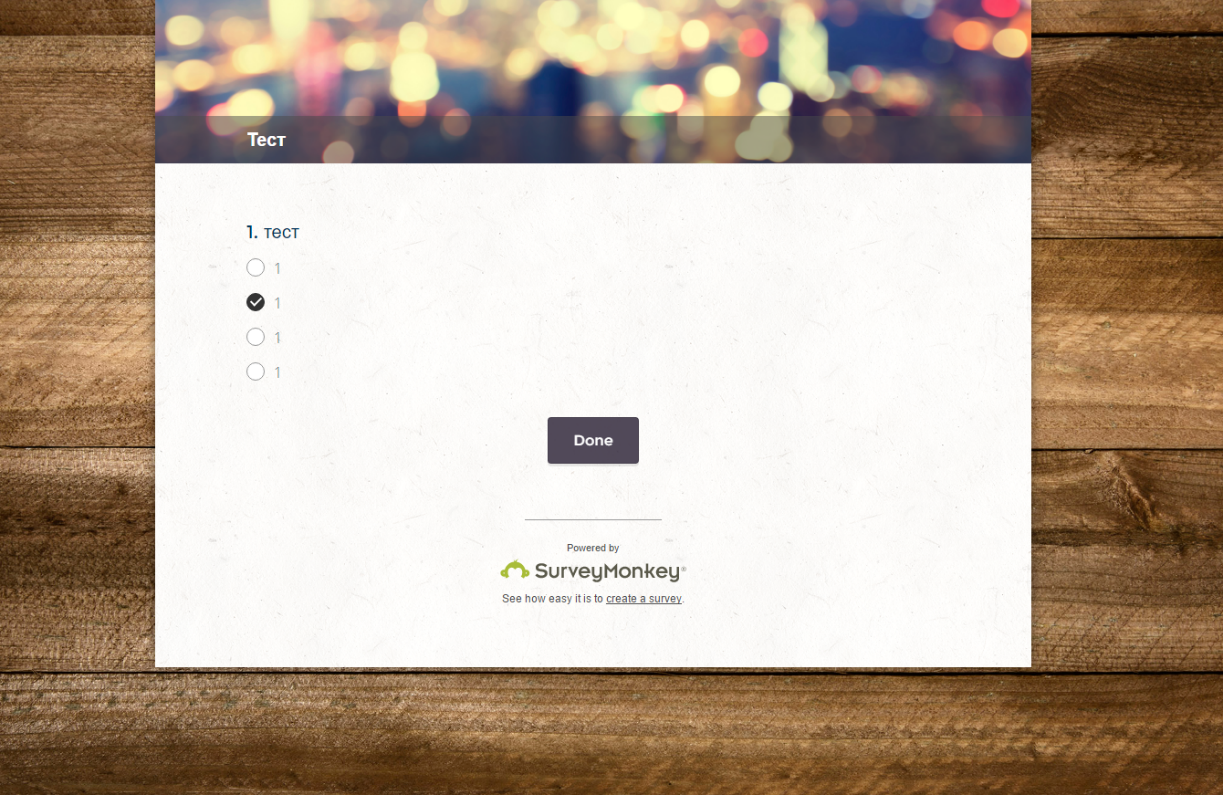 Тест
1. тест
1
1
1
1
Done
Powered by
SurveyMonkey®
See how easy it is to create a survey.